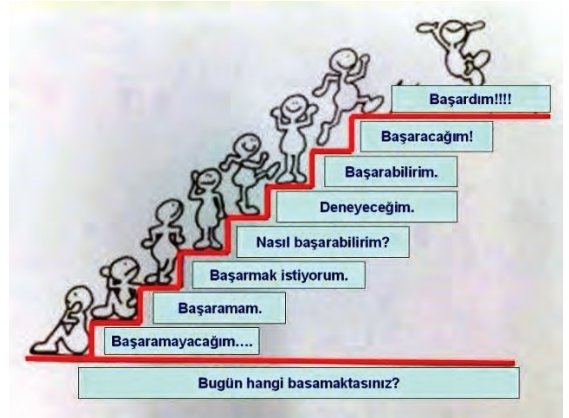 Başardım!!!!
Başaracağım!
Başarabilirim.
Deneyeceğim.
Nasıl başarabilirim?
Başarmak istiyorum.
Başaramam.
Başaramayacağım....
Bugün hangi basamaktasınız?